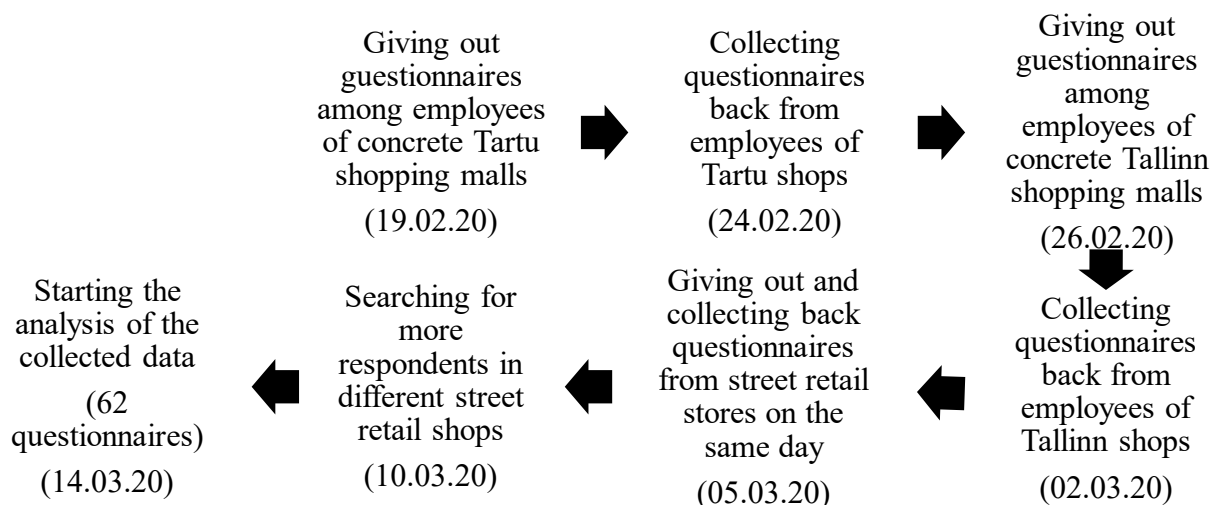 Giving out
guestionnaires
among employees
of concrete Tartu
shopping malls
(19.02.20)
Collecting
questionnaires
back from
employees of
Tartu shops
(24.02.20)
Giving out
guestionnaires
among
employees of
concrete Tallinn
shopping malls
(26.02.20)
Collecting
questionnaires
back from
employees of
Tallinn shops
(02.03.20)
Giving out and
collecting back
questionnaires
from street retail
stores on the
same day
(05.03.20)
Searching for
more
respondents in
different street
retail shops
(10.03.20)
Starting the
analysis of the
collected data
(62
questionnaires)
(14.03.20)